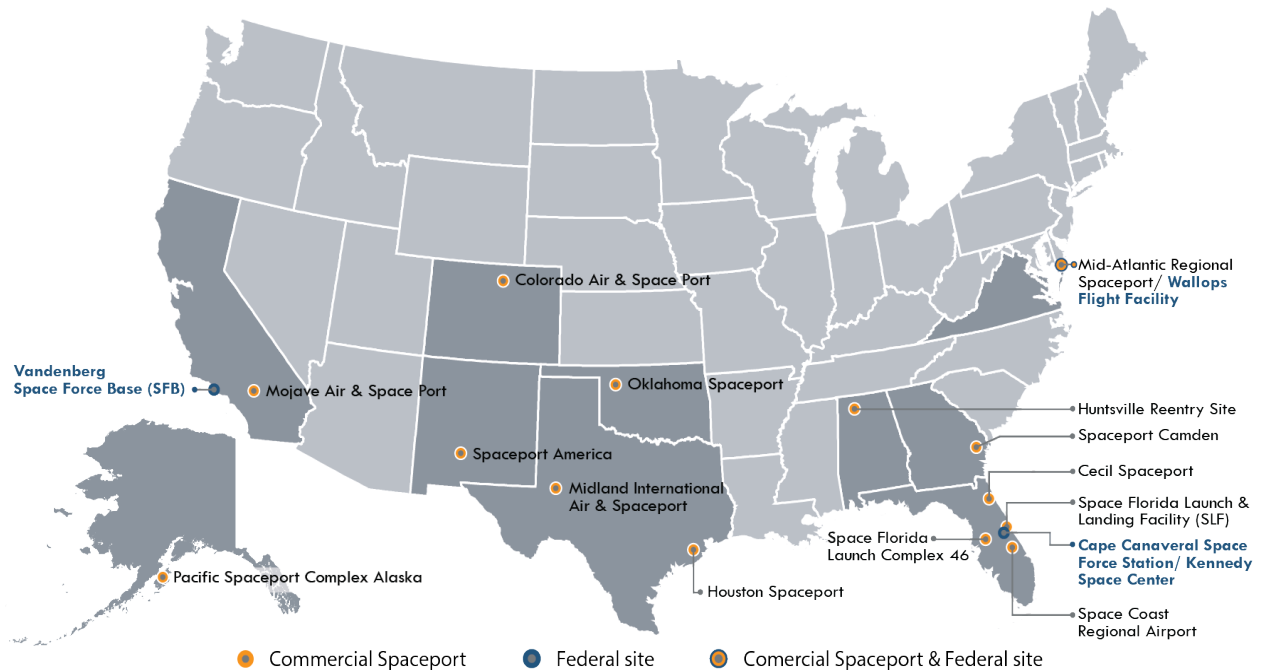 Colorado Air & Space Port
Mid-Atlantic Regional
Spaceport/ Wallops
Flight Facility
Vandenberg
Space Force Base (SFB)
Mojave Air & Space Port
Oklahoma Spaceport
Huntsville Reentry Site
Spaceport Camden
Spaceport America
Cecil Spaceport
Midland International
Air & Spaceport
Space Florida Launch &
Landing Facility (SLF)
Space Florida
Launch Complex 46
Cape Canaveral Space
Force Station/ Kennedy
Space Center
Pacific Spaceport Complex Alaska
Houston Spaceport
Space Coast
Regional Airport
Commercial Spaceport
Federal site
Comercial Spaceport & Federal site